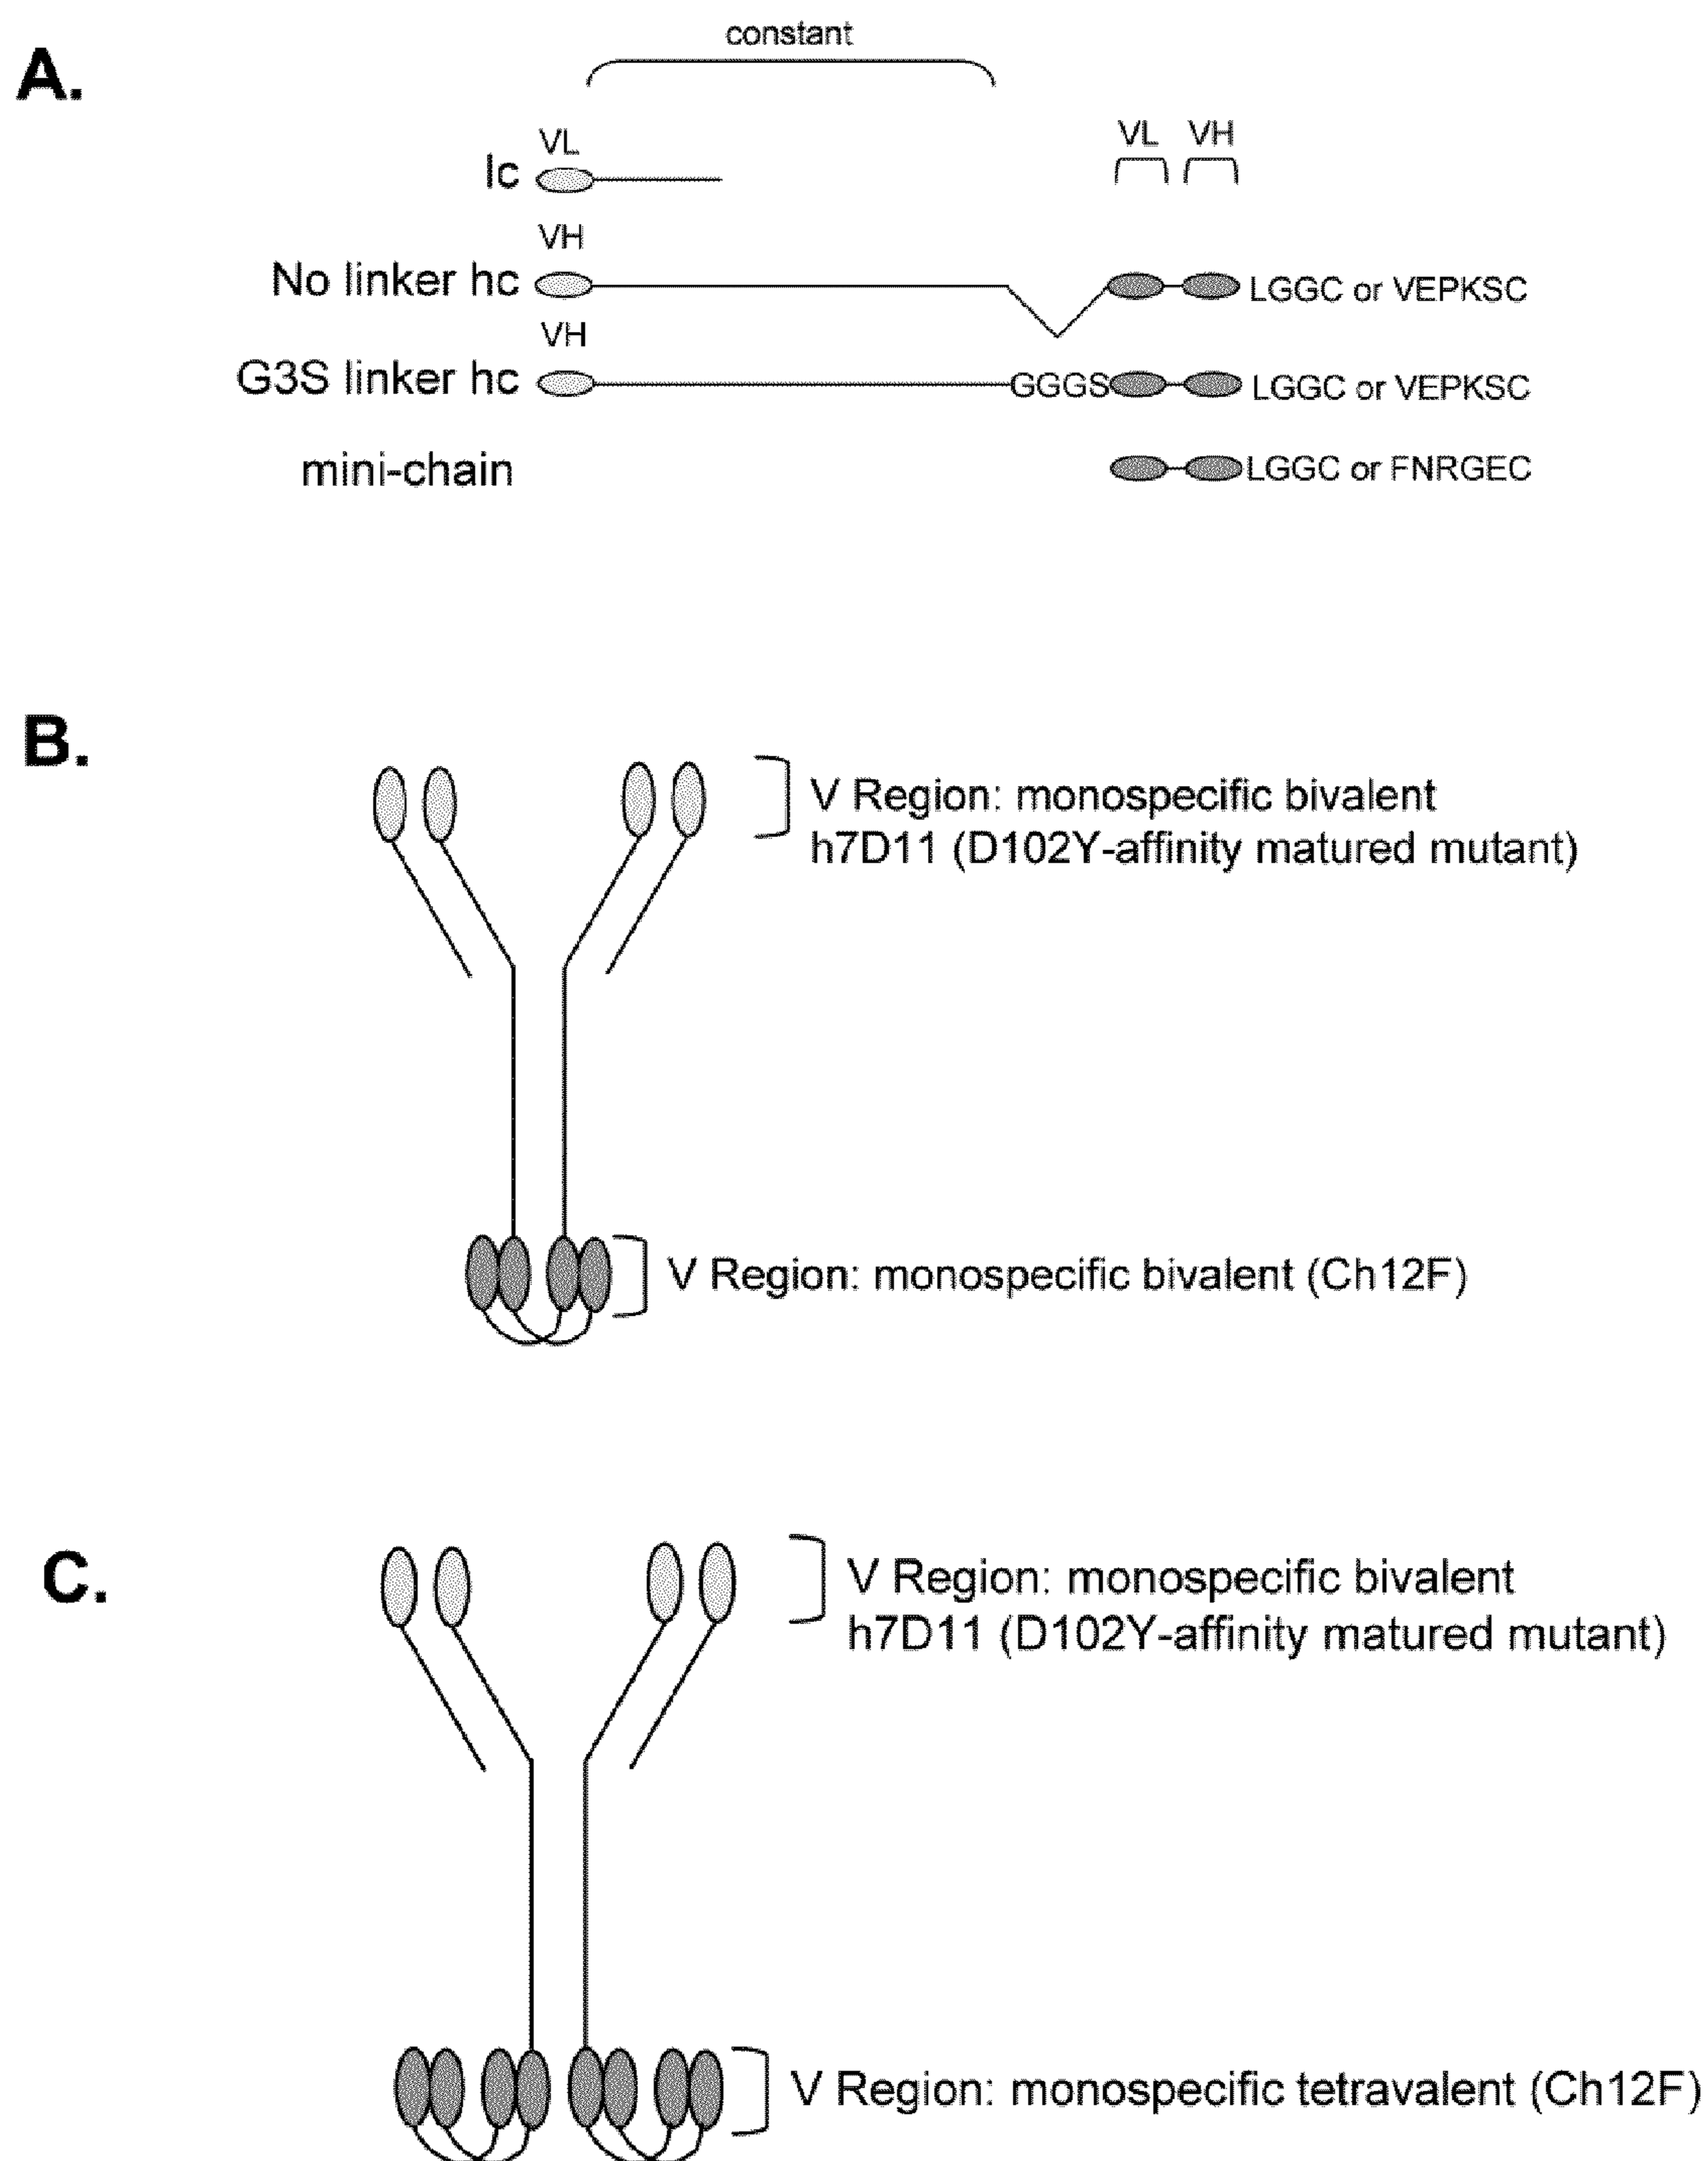 A.
constant
VL
VL VH
lc
VH
No linker hc
LGGC or VEPKSC
VH
G3S linker hc
GGGS
LGGC or VEPKSC
mini-chain
LGGC or FNRGEC
B.
V Region: monospecific bivalent
h7D11 (D102Y-affinity matured mutant)
V Region: monospecific bivalent (Ch12F)
C.
V Region: monospecific bivalent
h7D11 (D102Y-affinity matured mutant)
V Region: monospecific tetravalent (Ch12F)